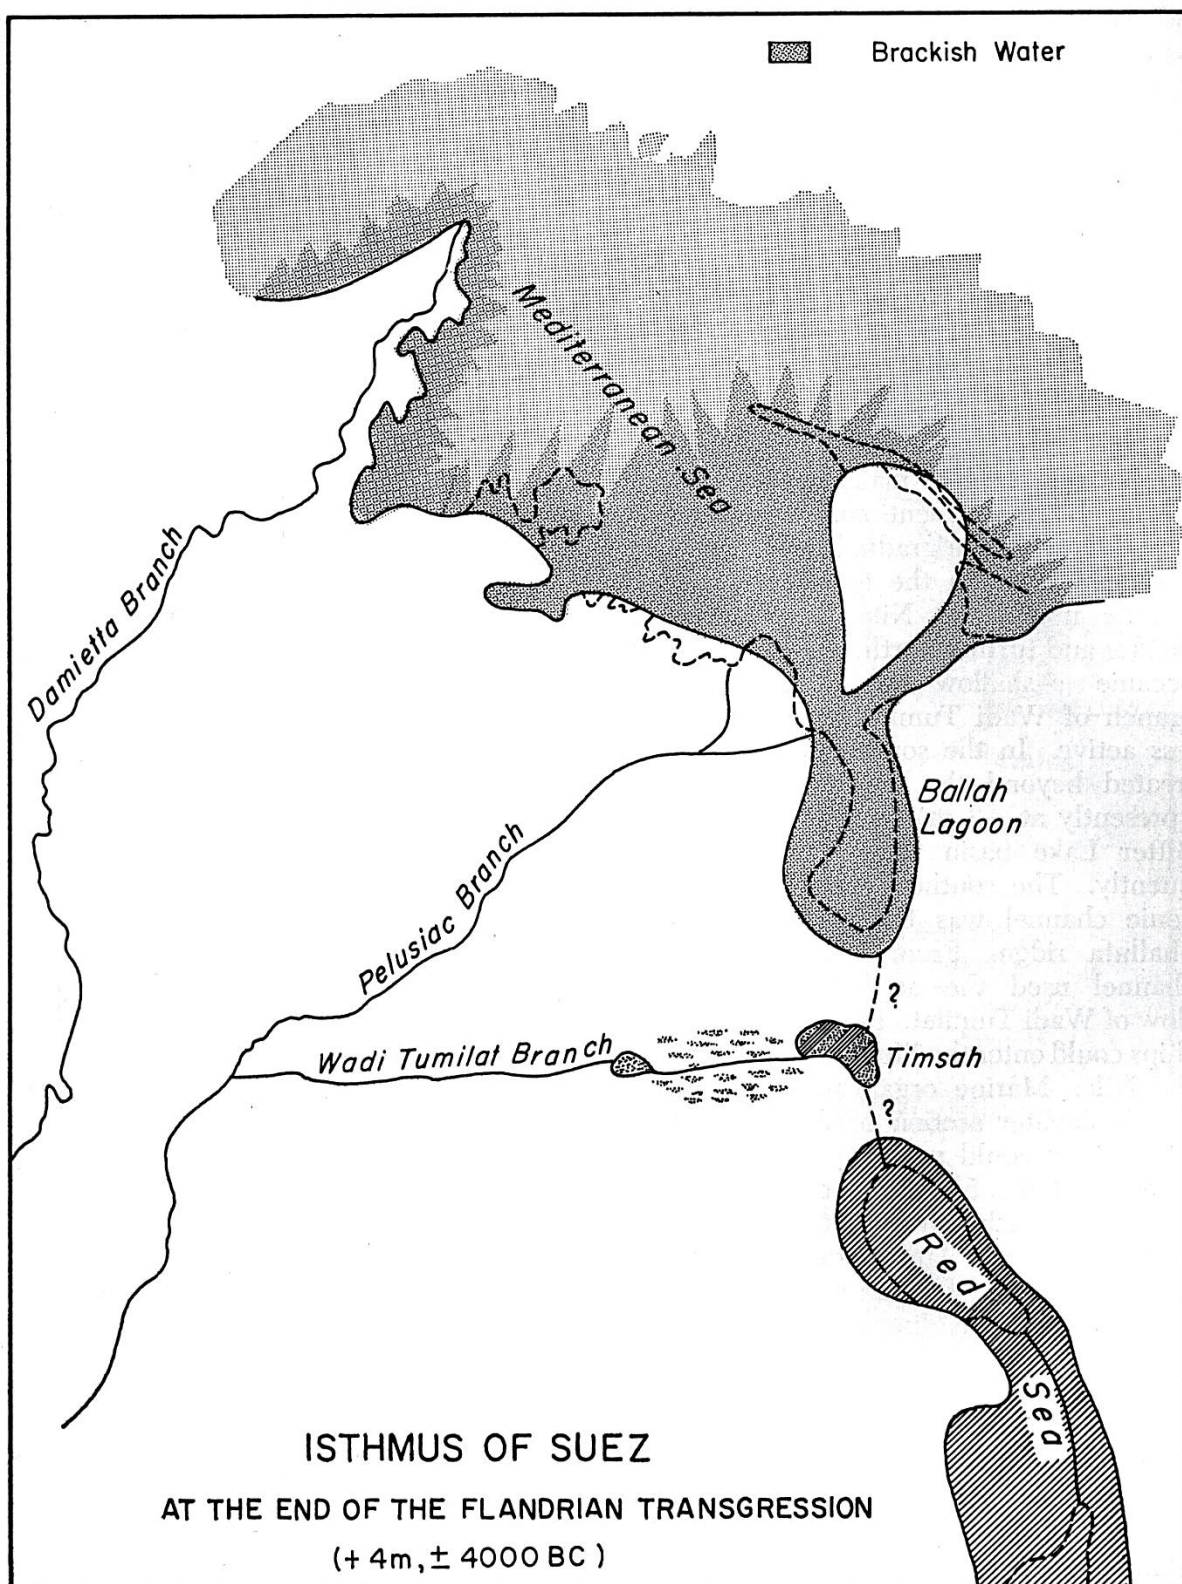 Brackish Water
Mediterranean Sea
Damietta Branch
Ballah
Lagoon
Pelusiac Branch
?
Wadi Tumilat Branch
Timsah
?
Red
Sea
ISTHMUS OF SUEZ
AT THE END OF THE FLANDRIAN TRANSGRESSION
(+ 4m, ± 4000 BC)